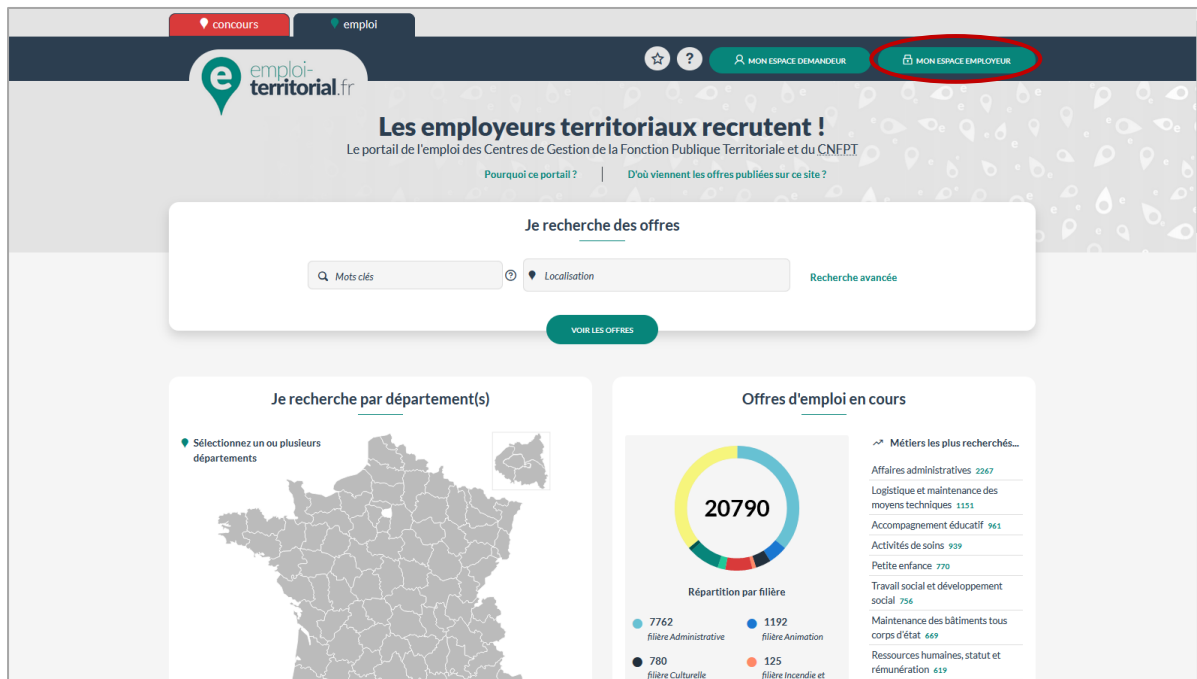 concours
emploi
emploi-
territorial.fr
?
MON ESPACE DEMANDEUR
MON ESPACE EMPLOYEUR
Les employeurs territoriaux recrutent !
Le portail de l'emploi des Centres de Gestion de la Fonction Publique Territoriale et du CNFPT
Pourquoi ce portail ?
D'où viennent les offres publiées sur ce site ?
Je recherche des offres
Mots clés
?
Localisation
Recherche avancée
VOIR LES OFFRES
Je recherche par département(s)
Sélectionnez un ou plusieurs
départements
Offres d'emploi en cours
20790
Répartition par filière
7762
filière Administrative
1192
filière Animation
780
filière Culturelle
125
filière Incendie et
Métiers les plus recherchés...
Affaires administratives 2267
Logistique et maintenance des
moyens techniques 1151
Accompagnement éducatif 961
Activités de soins 939
Petite enfance 770
Travail social et développement
social 756
Maintenance des bâtiments tous
corps d'état 669
Ressources humaines, statut et
rémunération 619